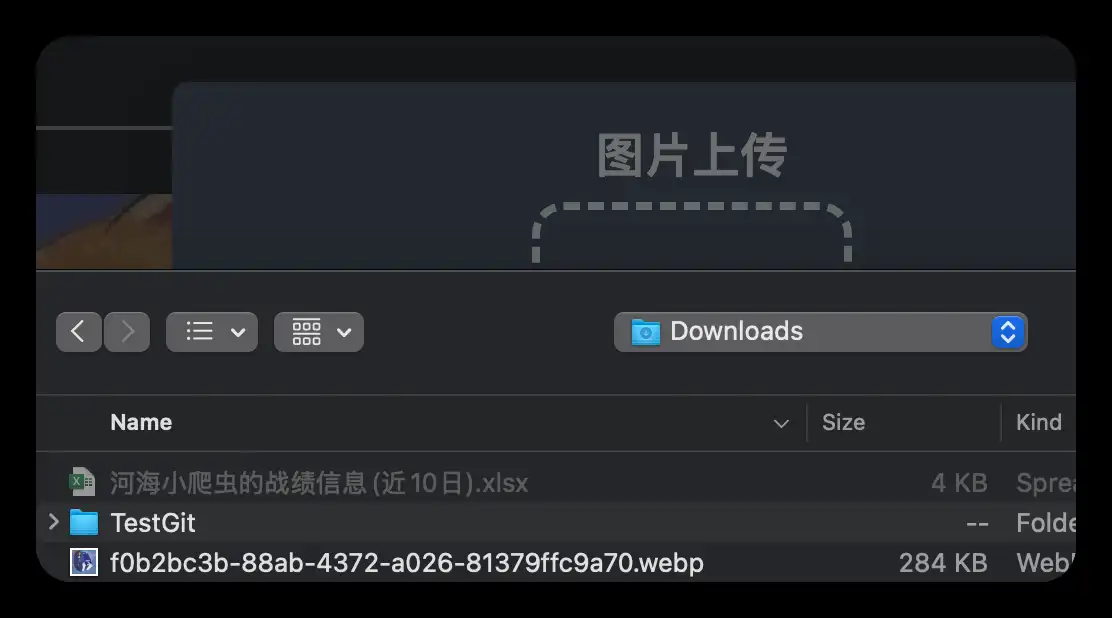 图片上传
Downloads
Name Size Kind
河海小爬虫的战绩信息(近10日).xlsx 4 KB Sprea
TestGit -- Folde
f0b2bc3b-88ab-4372-a026-81379ffc9a70.webp 284 KB Web